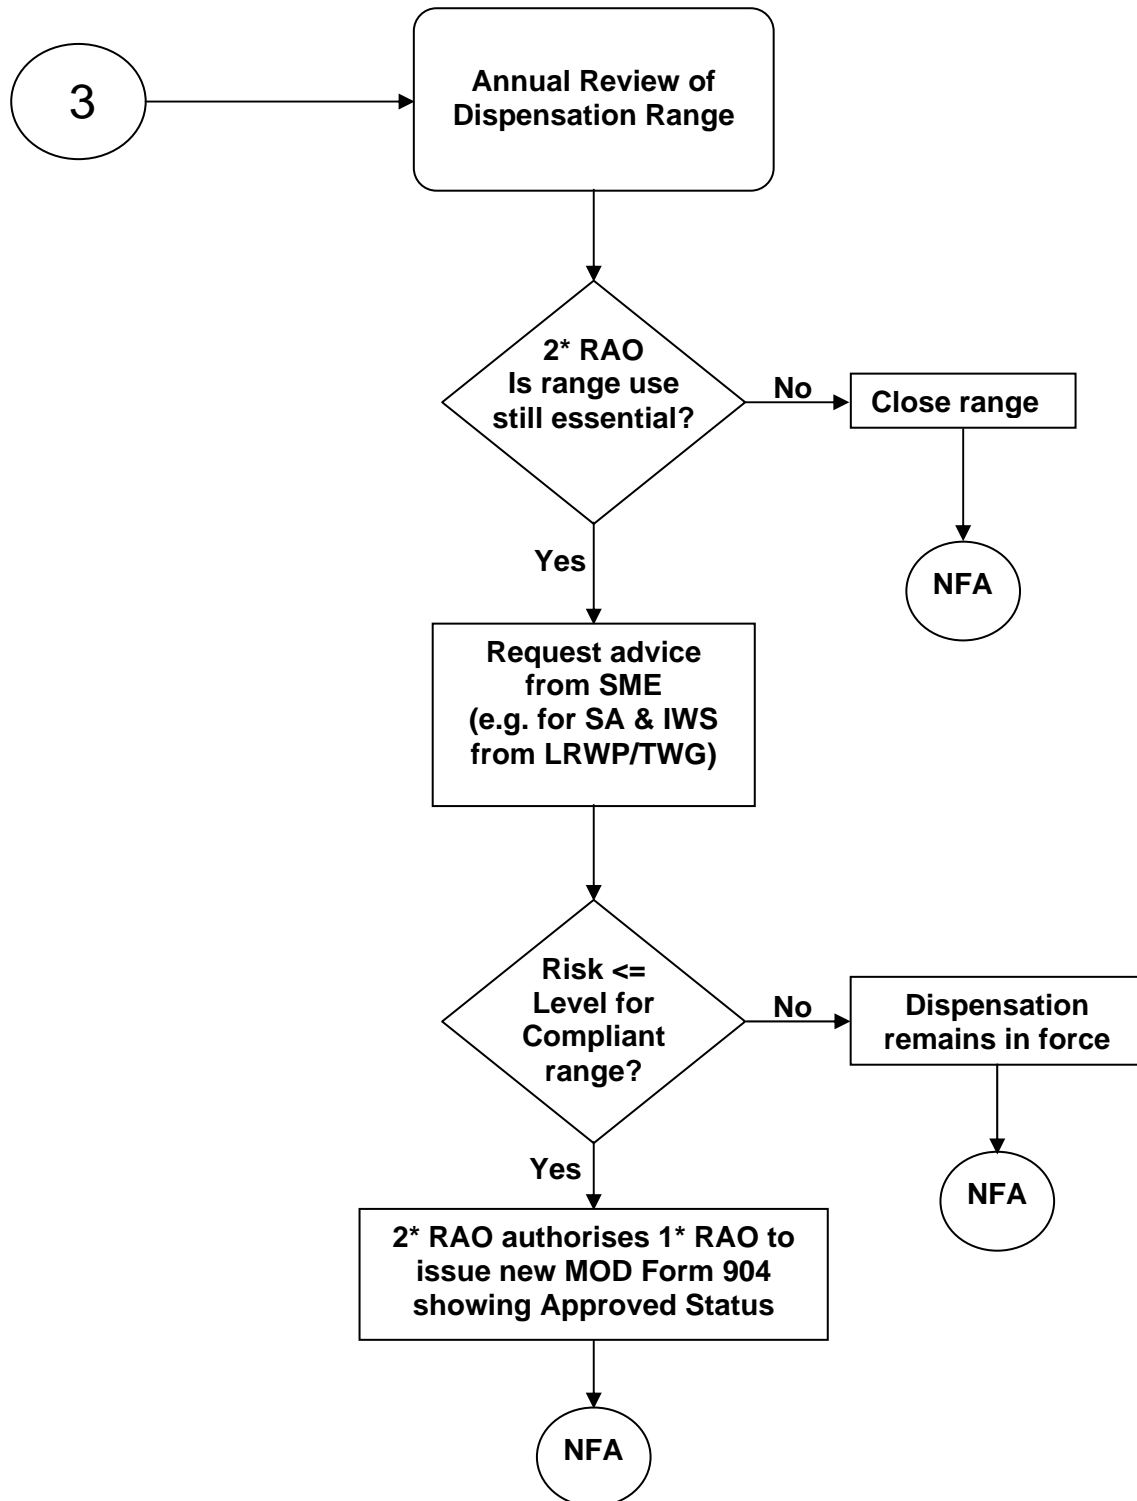 3
Annual Review of
Dispensation Range
2* RAO
Is range use
still essential?
No
Close range
Yes
NFA
Request advice
from SME
(e.g. for SA & IWS
from LRWP/TWG)
Risk <=
Level for
Compliant
range?
No
Dispensation
remains in force
Yes
NFA
2* RAO authorises 1* RAO to
issue new MOD Form 904
showing Approved Status
NFA